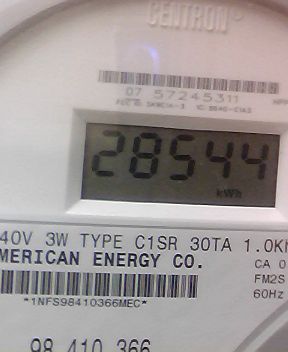 CENTRON®
07 57245311
28544
kWh
40V 3W TYPE C1SR 30TA 1.0K
MERICAN ENERGY CO. CA 0
FM2S
*1NFS98410366MEC* 60Hz
98 410 366